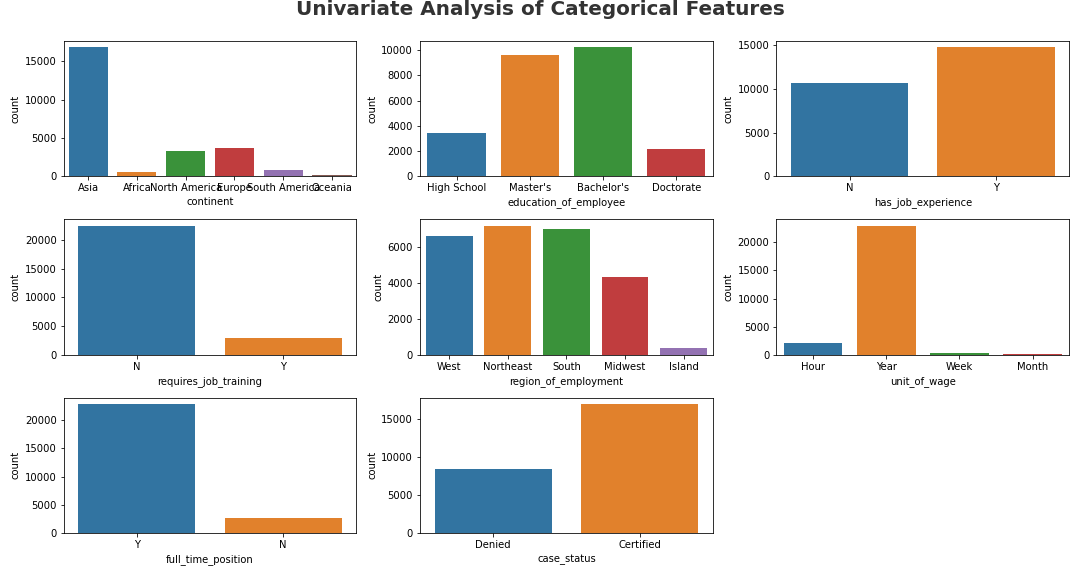 Univariate Analysis of Categorical Features
count
15000
10000
5000
0
Asia Africa North America Europe South America Oceania
continent
count
10000
8000
6000
4000
2000
0
High School Master's Bachelor's Doctorate
education_of_employee
count
15000
10000
5000
0
N Y
has_job_experience
count
20000
15000
10000
5000
0
N Y
requires_job_training
count
6000
4000
2000
0
West Northeast South Midwest Island
region_of_employment
count
20000
15000
10000
5000
0
Hour Year Week Month
unit_of_wage
count
20000
15000
10000
5000
0
Y N
full_time_position
count
15000
10000
5000
0
Denied Certified
case_status